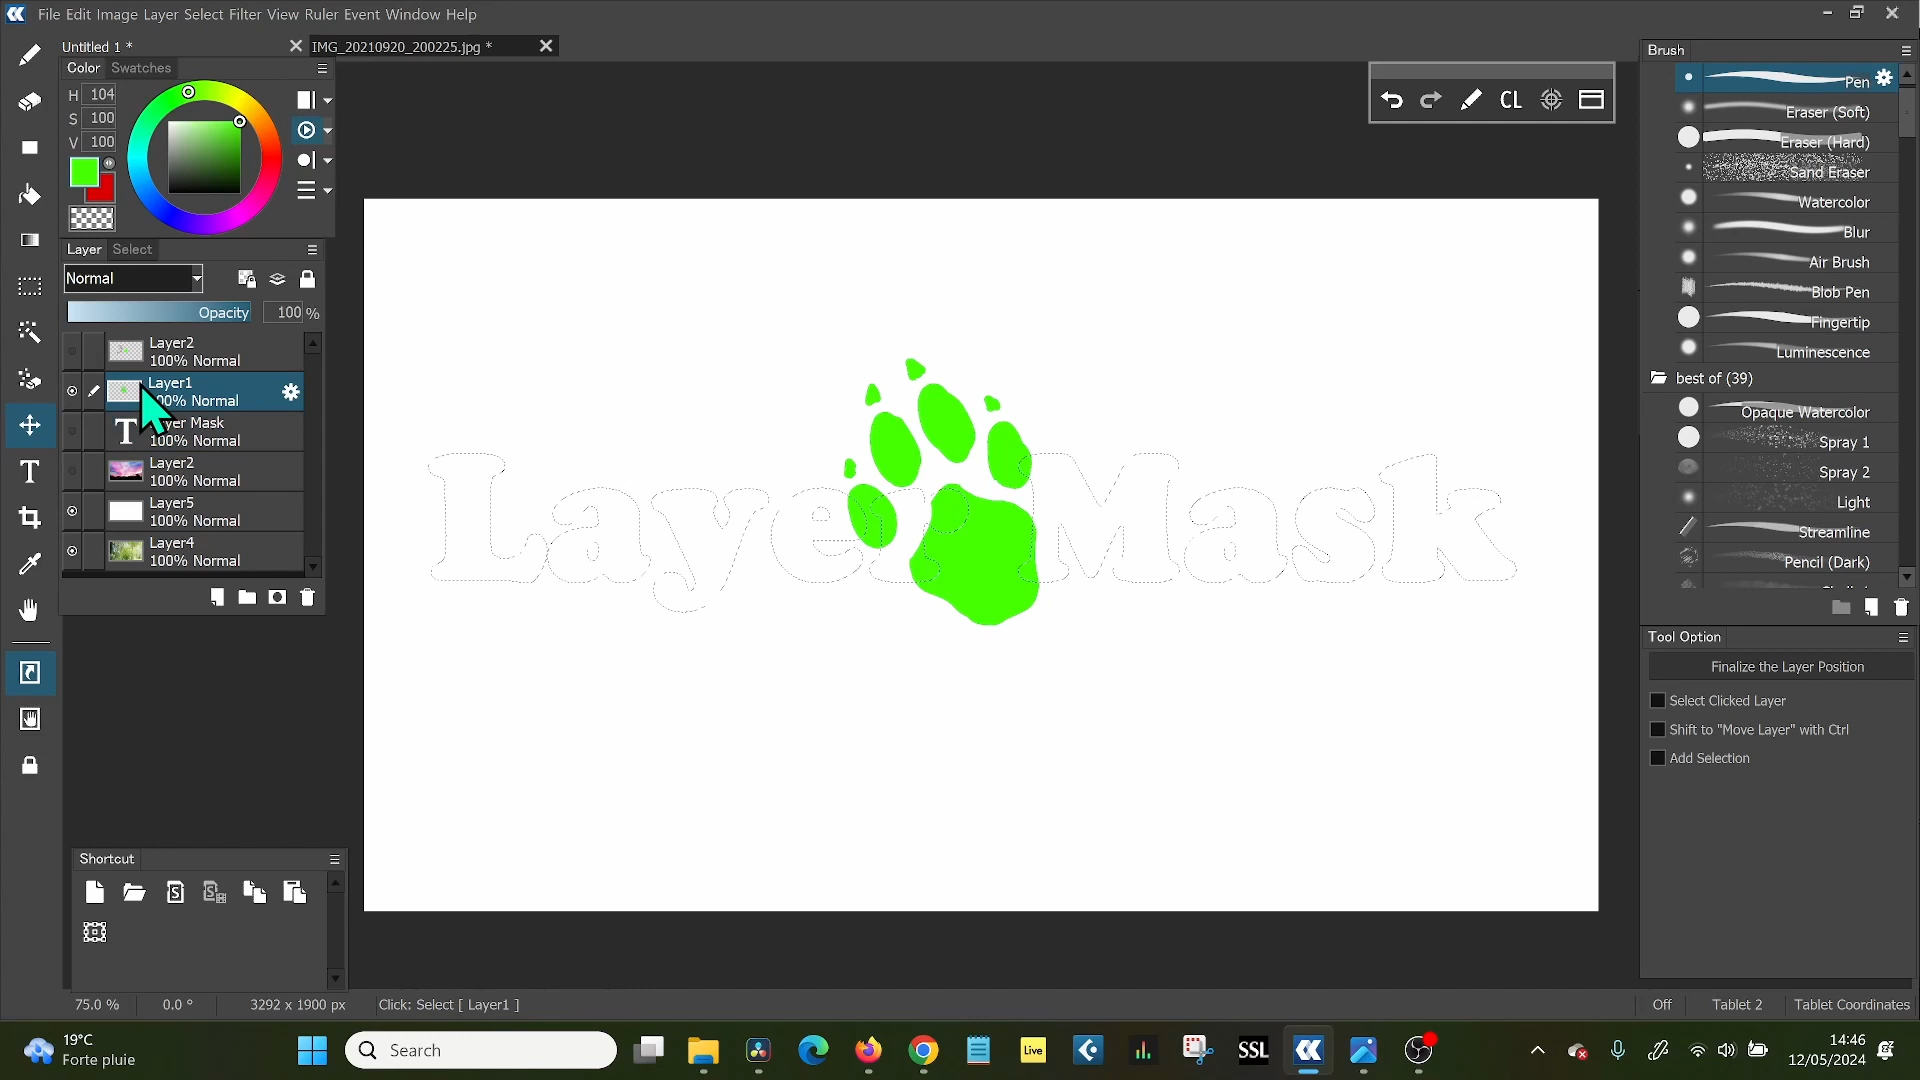 File Edit Image Layer Select Filter View Ruler Event Window Help
Untitled 1 *
IMG_20210920_200225.jpg *
Color Swatches
H 104
S 100
V 100
Layer Select
Normal
Opacity 100 %
Layer2
100% Normal
Layer1
00% Normal
yer Mask
100% Normal
Layer2
100% Normal
Layer5
100% Normal
Layer4
100% Normal
Shortcut
75.0 % 0.0 ° 3292 x 1900 px Click: Select [ Layer1 ]
Off Tablet 2 Tablet Coordinates
CL
Layer Mask
Brush
Pen
Eraser (Soft)
Eraser (Hard)
Sand Eraser
Watercolor
Blur
Air Brush
Blob Pen
Fingertip
Luminescence
best of (39)
Opaque Watercolor
Spray 1
Spray 2
Light
Streamline
Pencil (Dark)
Tool Option
Finalize the Layer Position
Select Clicked Layer
Shift to "Move Layer" with Ctrl
Add Selection
19°C
Forte pluie
Search
Live
SSL
14:46
12/05/2024